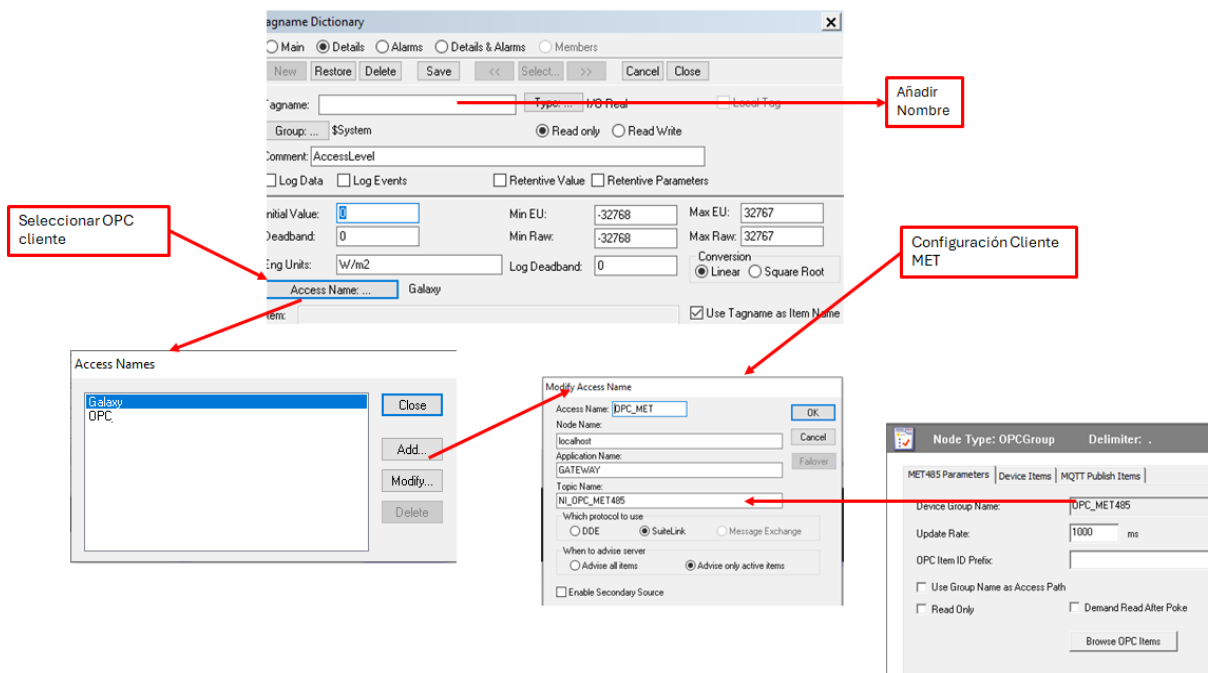 agname Dictionary
Main Details Alarms Details & Alarms Members
New Restore Delete Save << Select... >> Cancel Close
agname: Type: ... I/O Real Local Tag
Group: ... $System Read only Read Write
Comment: AccessLevel
Log Data Log Events Retentive Value Retentive Parameters
nitial Value: 0 Min EU: -32768 Max EU: 32767
Deadband: 0 Min Raw: -32768 Max Raw: 32767
Eng Units: W/m2 Log Deadband: 0 Conversion
Linear Square Root
Access Name: ... Galaxy
tem: Use Tagname as Item Name
Añadir
Nombre
Seleccionar OPC
cliente
Configuración Cliente
MET
Access Names
Galaxy
OPC
Close
Add...
Modify...
Delete
Modify Access Name
Access Name: OPC_MET
OK
Node Name:
localhost
Cancel
Application Name:
GATEWAY
Failover
Topic Name:
NI_OPC_MET485
Which protocol to use
DDE SuiteLink Message Exchange
When to advise server
Advise all items Advise only active items
Enable Secondary Source
Node Type: OPCGroup Delimiter: .
MET485 Parameters Device Items MQTT Publish Items
Device Group Name: OPC_MET485
Update Rate: 1000 ms
OPC Item ID Prefix:
Use Group Name as Access Path
Read Only Demand Read After Poke
Browse OPC Items